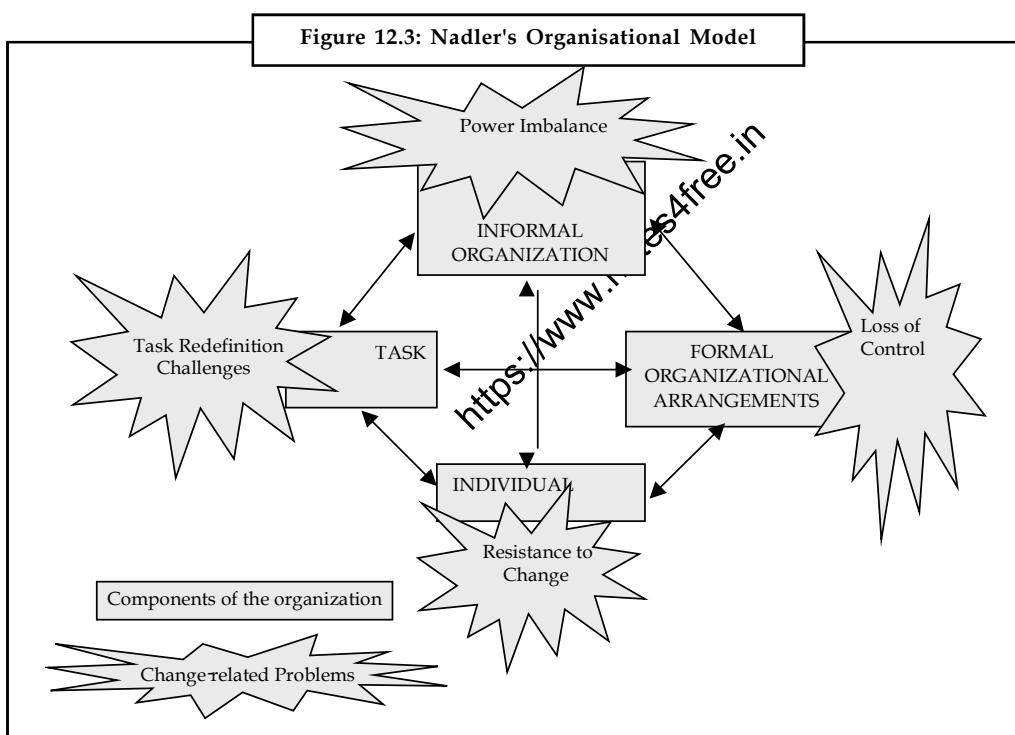 Figure 12.3: Nadler's Organisational Model
Power Imbalance
INFORMAL
ORGANIZATION
Task Redefinition
Challenges
TASK
FORMAL
ORGANIZATIONAL
ARRANGEMENTS
Loss of
Control
INDIVIDUAL
Resistance to
Change
Components of the organization
Change-related Problems